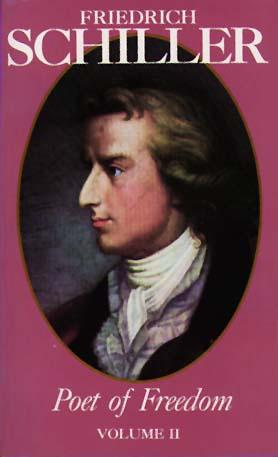 FRIEDRICH
SCHILLER
Poet of Freedom
VOLUME II